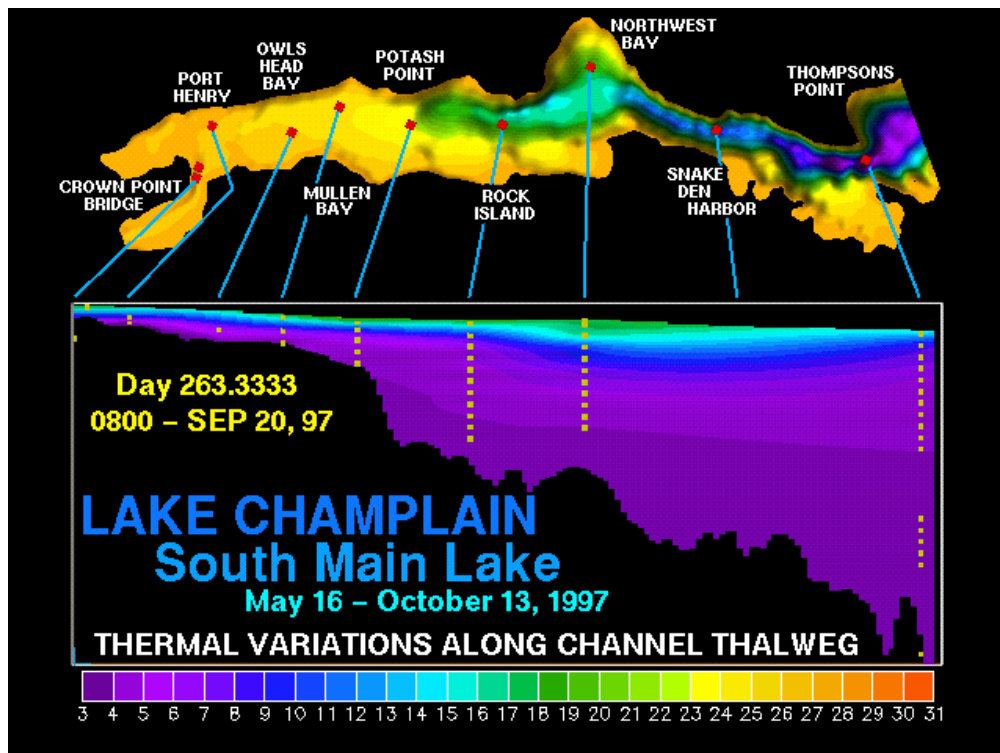 NORTHWEST
BAY
OWLS
HEAD
BAY
POTASH
POINT
PORT
HENRY
THOMPSONS
POINT
CROWN POINT
BRIDGE
MULLEN
BAY
ROCK
ISLAND
SNAKE
DEN
HARBOR
Day 263.3333
0800 – SEP 20, 97
LAKE CHAMPLAIN
South Main Lake
May 16 – October 13, 1997
THERMAL VARIATIONS ALONG CHANNEL THALWEG
3 4 5 6 7 8 9 10 11 12 13 14 15 16 17 18 19 20 21 22 23 24 25 26 27 28 29 30 31